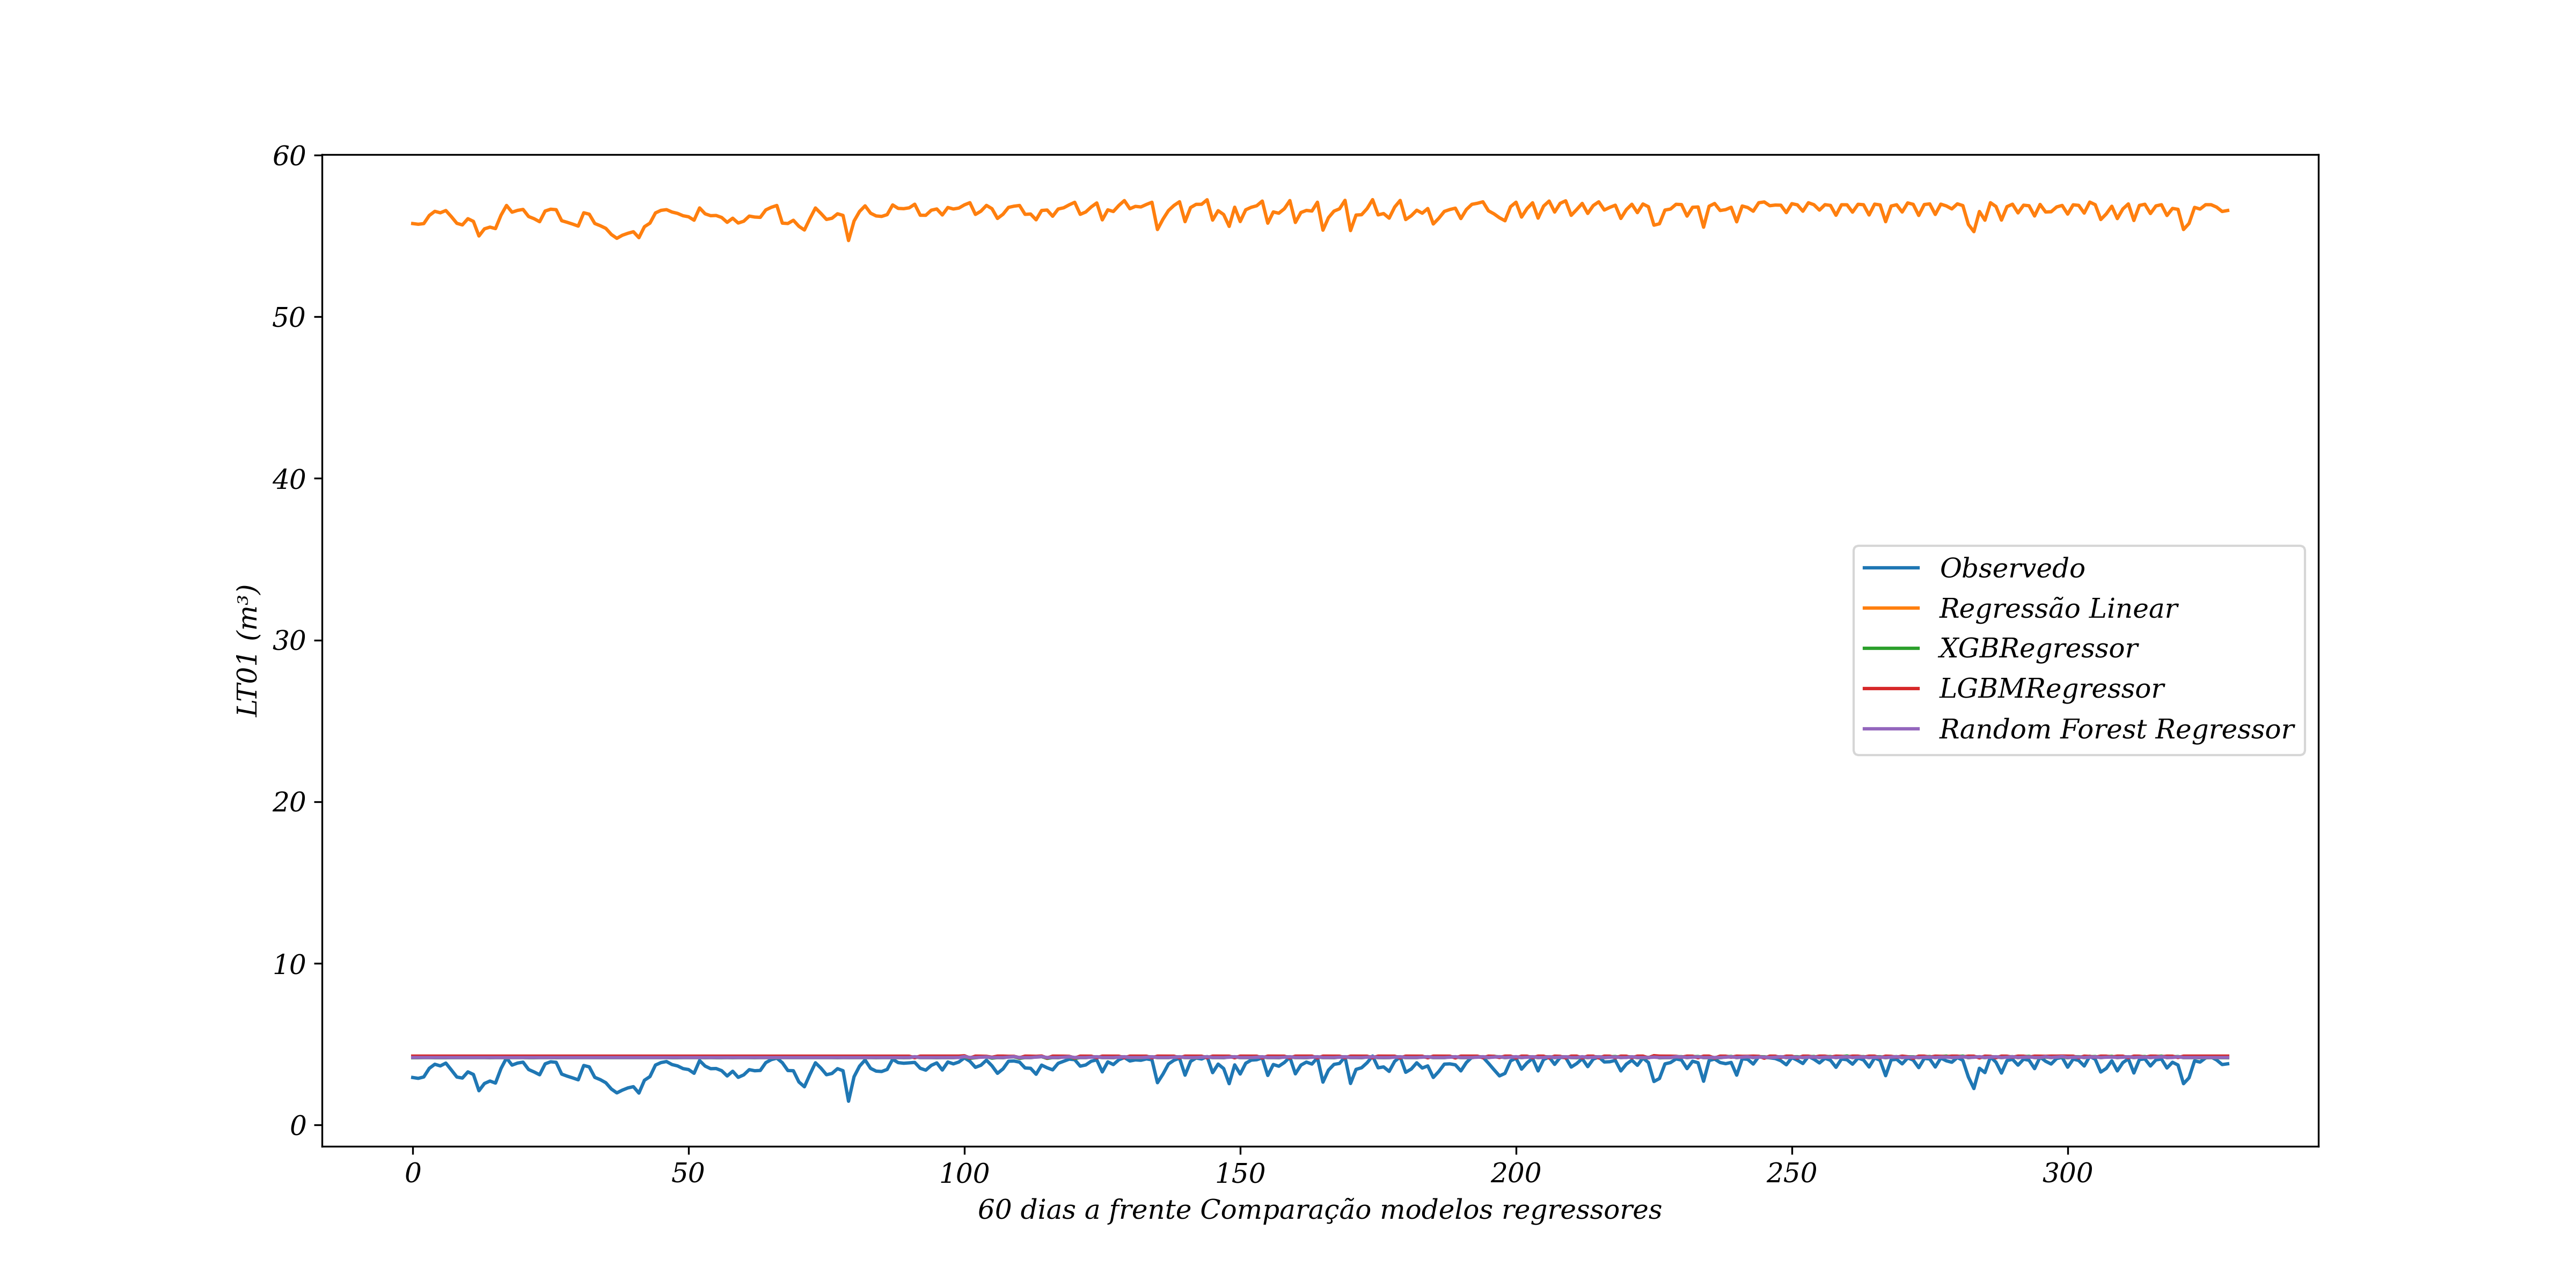 60
50
40
30
20
10
0
LT01 (m³)
Observedo
Regressão Linear
XGBRegressor
LGBMRegressor
Random Forest Regressor
0 50 100 150 200 250 300
60 dias a frente Comparação modelos regressores